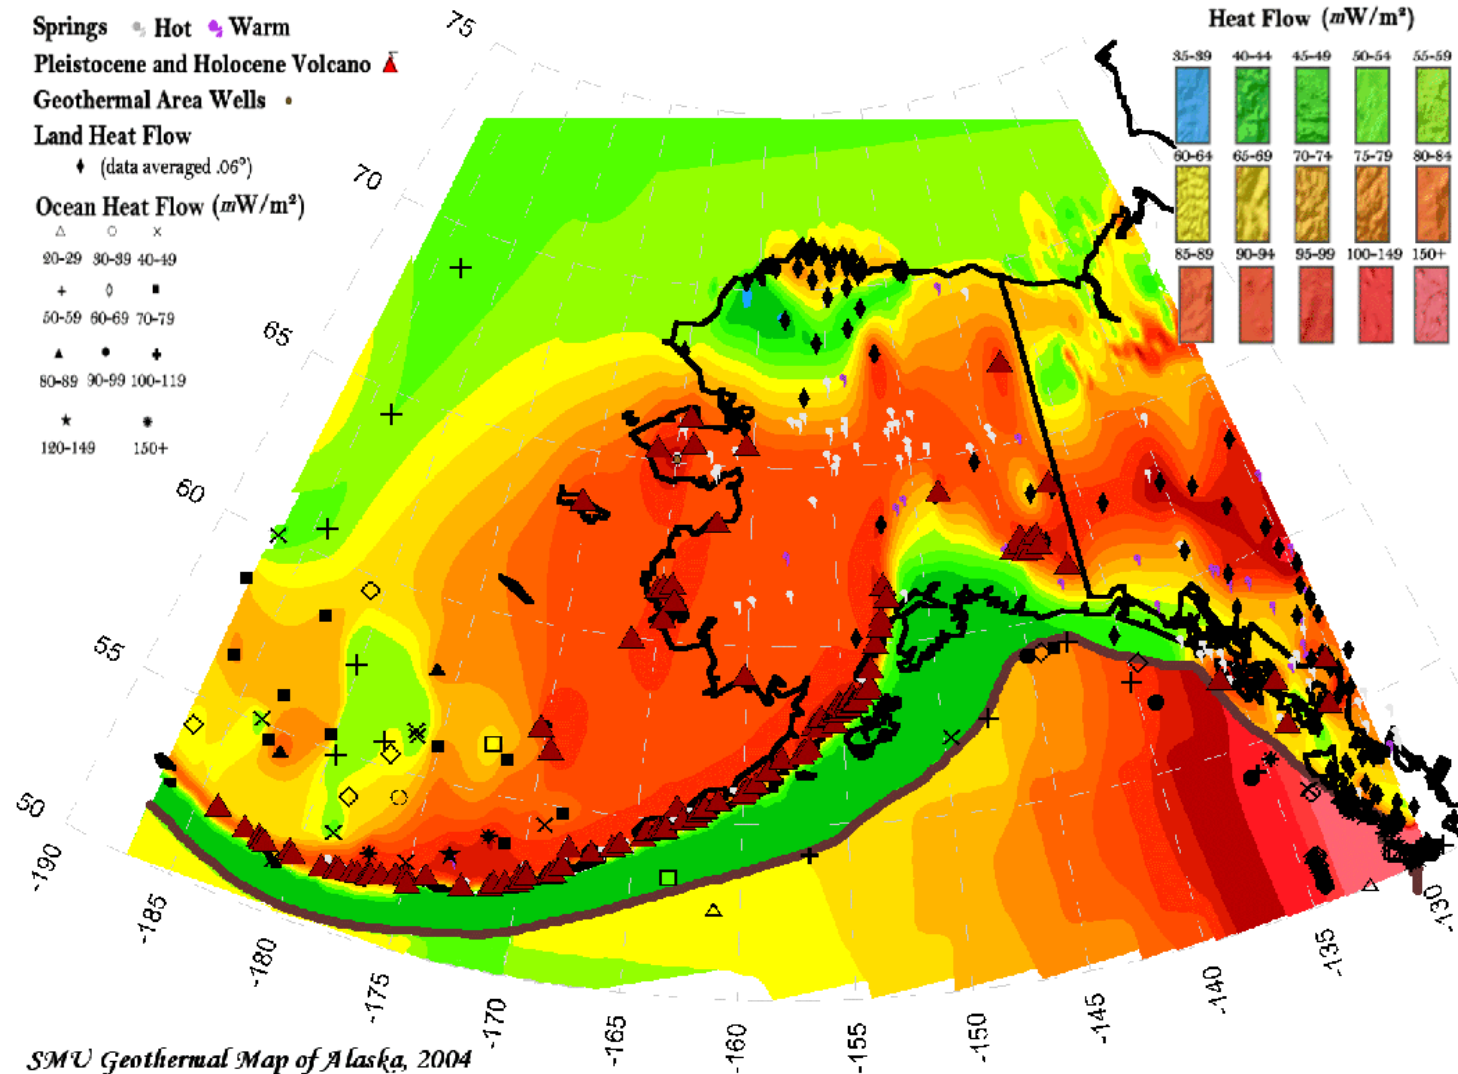 Springs Hot Warm
Pleistocene and Holocene Volcano
Geothermal Area Wells
Land Heat Flow
(data averaged .06°)
Ocean Heat Flow (mW/m²)
20-29 30-39 40-49
50-59 60-69 70-79
80-89 90-99 100-119
120-149 150+
Heat Flow (mW/m²)
35-39 40-44 45-49 50-54 55-59
60-64 65-69 70-74 75-79 80-84
85-89 90-94 95-99 100-149 150+
75
70
65
60
55
50
-190
-185
-180
-175
-170
-165
-160
-155
-150
-145
-140
-135
-130
SMU Geothermal Map of Alaska, 2004